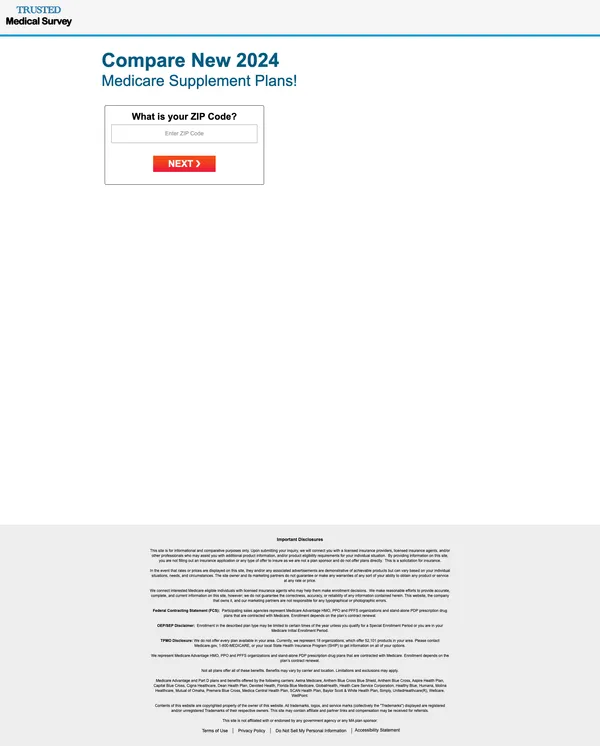 TRUSTED
Medical Survey
Compare New 2024
Medicare Supplement Plans!
What is your ZIP Code?
Enter ZIP Code
NEXT ❯
Important Disclosures
This site is for informational and comparative purposes only. Upon submitting your inquiry, we will connect you with a licensed insurance providers, licensed insurance agents, and/or
other professionals who may assist you with additional product information, and/or product eligibility requirements for your individual situation. By providing information on this site,
you are not filling out an insurance application or any type of offer to insure as we are not a plan sponsor and do not offer plans directly. This is a solicitation for insurance.
In the event that rates or prices are displayed on this site, they and/or any associated advertisements are demonstrative of achievable products but can vary based on your individual
situations, needs, and circumstances. The site owner and its marketing partners do not guarantee or make any warranties of any sort of your ability to obtain any product or service
at any rate or price.
We connect interested Medicare eligible individuals with licensed insurance agents who may help them make enrollment decisions. We make reasonable efforts to provide accurate,
complete, and current information on this site, however; we do not guarantee the correctness, accuracy, or reliability of any information contained herein. This website, the company
that owns it, and our marketing partners are not responsible for any typographical or photographic errors.
Federal Contracting Statement (FCS): Participating sales agencies represent Medicare Advantage HMO, PPO and PFFS organizations and stand-alone PDP prescription drug
plans that are contracted with Medicare. Enrollment depends on the plan's contract renewal.
OEP/SEP Disclaimer: Enrollment in the described plan type may be limited to certain times of the year unless you qualify for a Special Enrollment Period or you are in your
Medicare Initial Enrollment Period.
TPMO Disclosure: We do not offer every plan available in your area. Currently, we represent 18 organizations, which offer 52,101 products in your area. Please contact
Medicare.gov, 1-800-MEDICARE, or your local State Health Insurance Program (SHIP) to get information on all of your options.
We represent Medicare Advantage HMO, PPO and PFFS organizations and stand-alone PDP prescription drug plans that are contracted with Medicare. Enrollment depends on the
plan's contract renewal.
Not all plans offer all of these benefits. Benefits may vary by carrier and location. Limitations and exclusions may apply.
Medicare Advantage and Part D plans and benefits offered by the following carriers: Aetna Medicare, Anthem Blue Cross Blue Shield, Anthem Blue Cross, Aspire Health Plan,
Capital Blue Cross, Cigna Healthcare, Dean Health Plan, Devoted Health, Florida Blue Medicare, GlobalHealth, Health Care Service Corporation, Healthy Blue, Humana, Molina
Healthcare, Mutual of Omaha, Premera Blue Cross, Medica Central Health Plan, SCAN Health Plan, Baylor Scott & White Health Plan, Simply, UnitedHealthcare(R), Wellcare,
WellPoint
Contents of this website are copyrighted property of the owner of this website. All trademarks, logos, and service marks (collectively the "Trademarks") displayed are registered
and/or unregistered Trademarks of their respective owners. This site may contain affiliate and partner links and compensation may be received for referrals.
This site is not affiliated with or endorsed by any government agency or any MA plan sponsor.
Terms of Use | Privacy Policy | Do Not Sell My Personal Information | Accessibility Statement